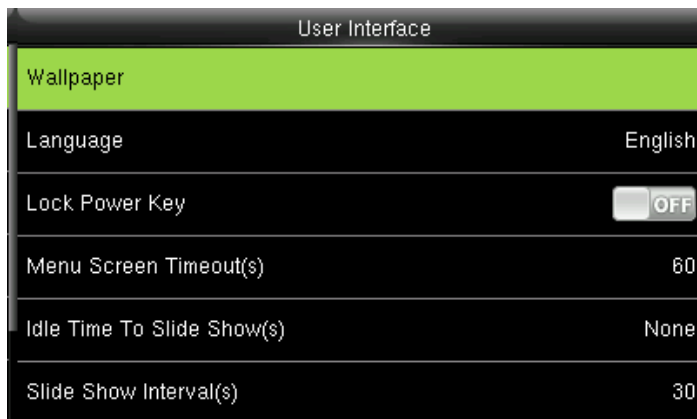 User Interface
Wallpaper
Language English
Lock Power Key OFF
Menu Screen Timeout(s) 60
Idle Time To Slide Show(s) None
Slide Show Interval(s) 30